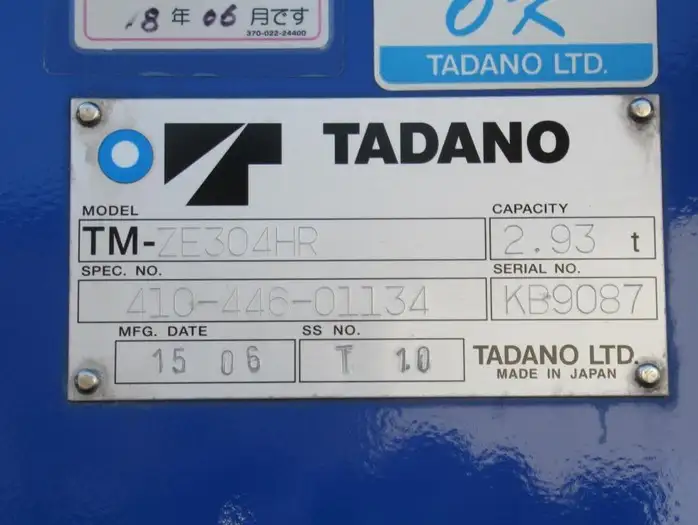 18年06月です
370-022-24400
OK
TADANO LTD.
TADANO
MODEL
TM-ZE304HR
CAPACITY
2.93 t
SPEC. NO.
410-446-01134
SERIAL NO.
KB9087
MFG. DATE
15 06
SS NO.
T 10
TADANO LTD.
MADE IN JAPAN